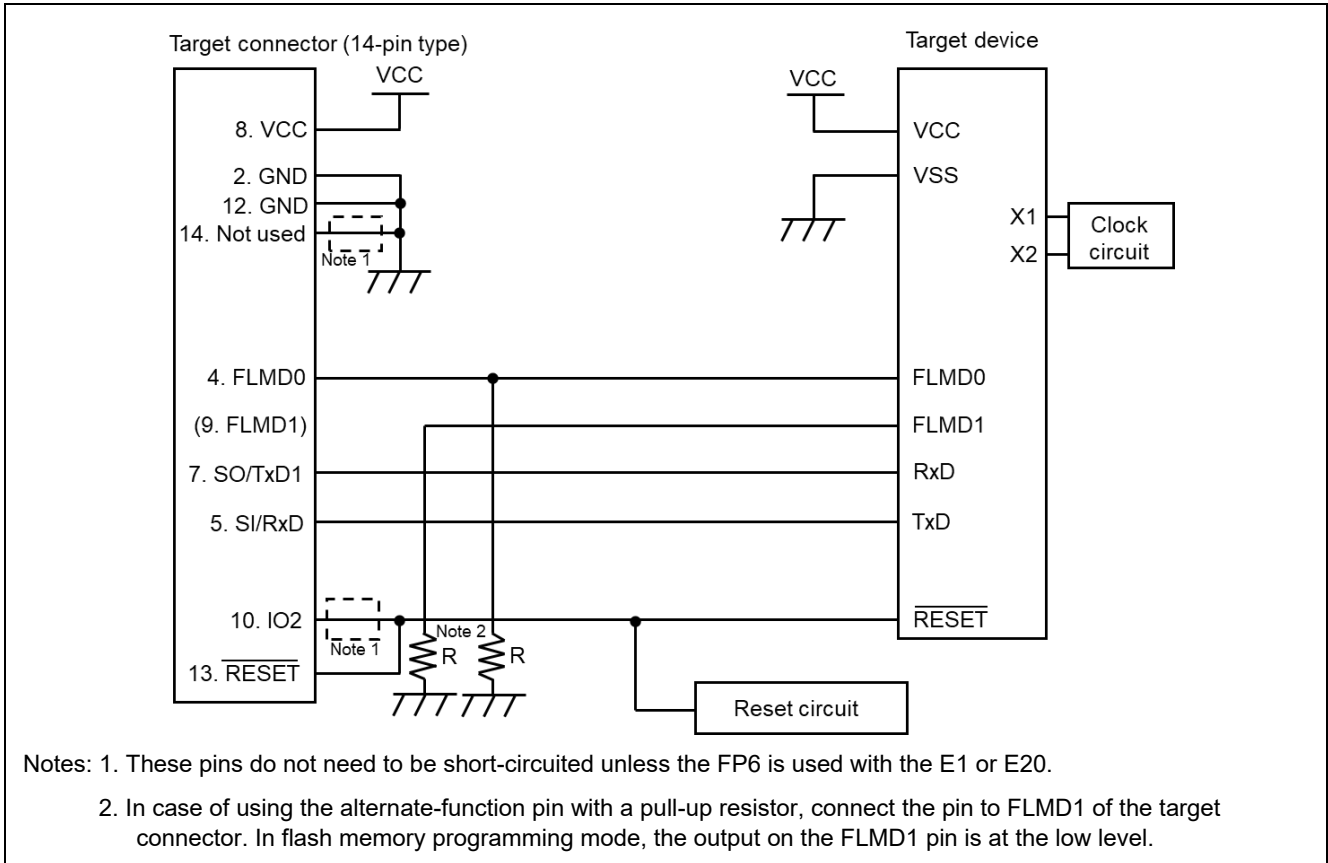 Target connector (14-pin type)
Target device
VCC
VCC
8. VCC
VCC
2. GND
VSS
12. GND
14. Not used
Note 1
X1
X2
Clock
circuit
4. FLMD0
FLMD0
(9. FLMD1)
FLMD1
7. SO/TxD1
RxD
5. SI/RxD
TxD
10. IO2
RESET
Note 1
Note 2
R
R
13. RESET
Reset circuit
Notes: 1. These pins do not need to be short-circuited unless the FP6 is used with the E1 or E20.
2. In case of using the alternate-function pin with a pull-up resistor, connect the pin to FLMD1 of the target
connector. In flash memory programming mode, the output on the FLMD1 pin is at the low level.